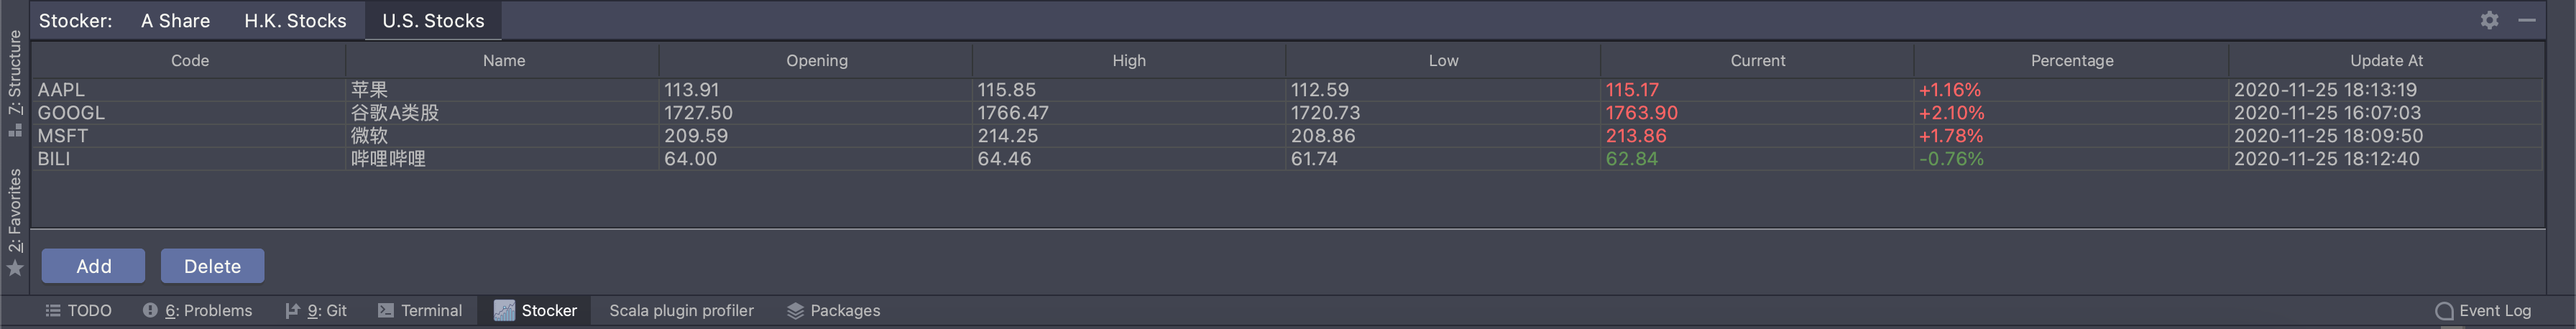 Stocker: A Share H.K. Stocks U.S. Stocks
Code Name Opening High Low Current Percentage Update At
AAPL 苹果 113.91 115.85 112.59 115.17 +1.16% 2020-11-25 18:13:19
GOOGL 谷歌A类股 1727.50 1766.47 1720.73 1763.90 +2.10% 2020-11-25 16:07:03
MSFT 微软 209.59 214.25 208.86 213.86 +1.78% 2020-11-25 18:09:50
BILI 哔哩哔哩 64.00 64.46 61.74 62.84 -0.76% 2020-11-25 18:12:40
Add Delete
Z: Structure
2: Favorites
TODO 6: Problems 9: Git Terminal Stocker Scala plugin profiler Packages Event Log